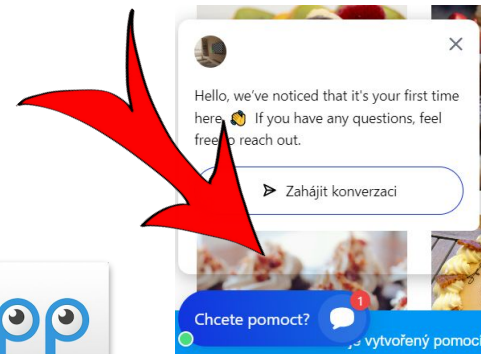 Hello, we've noticed that it's your first time
here, 👏 If you have any questions, feel
free to reach out.
Zahájit konverzaci
1
Chcete pomoct?
vytvořený pomocí